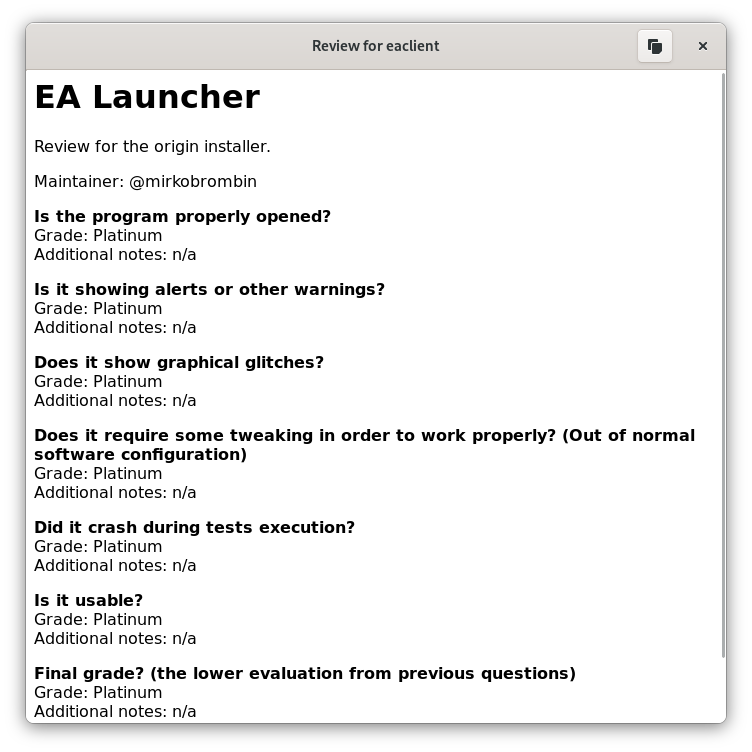 Review for eaclient
EA Launcher
Review for the origin installer.
Maintainer: @mirkobrombin
Is the program properly opened?
Grade: Platinum
Additional notes: n/a
Is it showing alerts or other warnings?
Grade: Platinum
Additional notes: n/a
Does it show graphical glitches?
Grade: Platinum
Additional notes: n/a
Does it require some tweaking in order to work properly? (Out of normal
software configuration)
Grade: Platinum
Additional notes: n/a
Did it crash during tests execution?
Grade: Platinum
Additional notes: n/a
Is it usable?
Grade: Platinum
Additional notes: n/a
Final grade? (the lower evaluation from previous questions)
Grade: Platinum
Additional notes: n/a